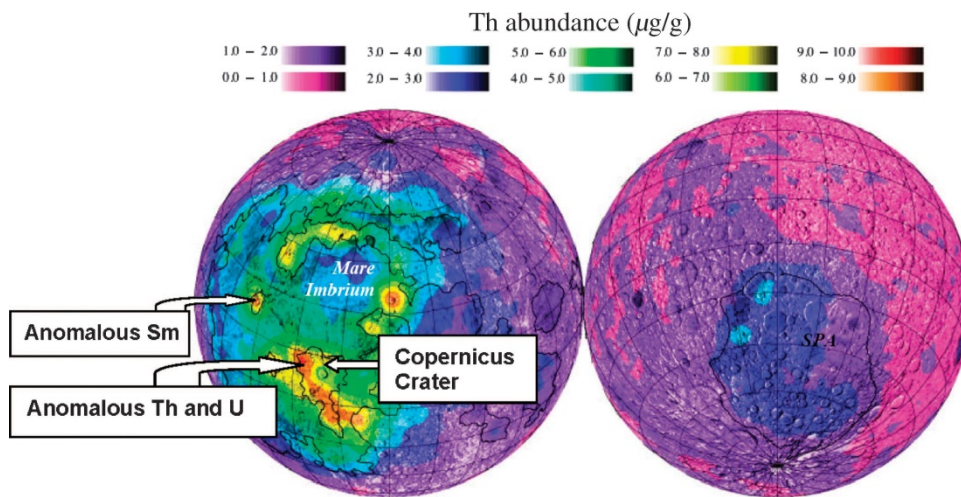 Th abundance (µg/g)
1.0 – 2.0 3.0 – 4.0 5.0 – 6.0 7.0 – 8.0 9.0 – 10.0
0.0 – 1.0 2.0 – 3.0 4.0 – 5.0 6.0 – 7.0 8.0 – 9.0
Mare
Imbrium
Anomalous Sm
SPA
Copernicus
Crater
Anomalous Th and U